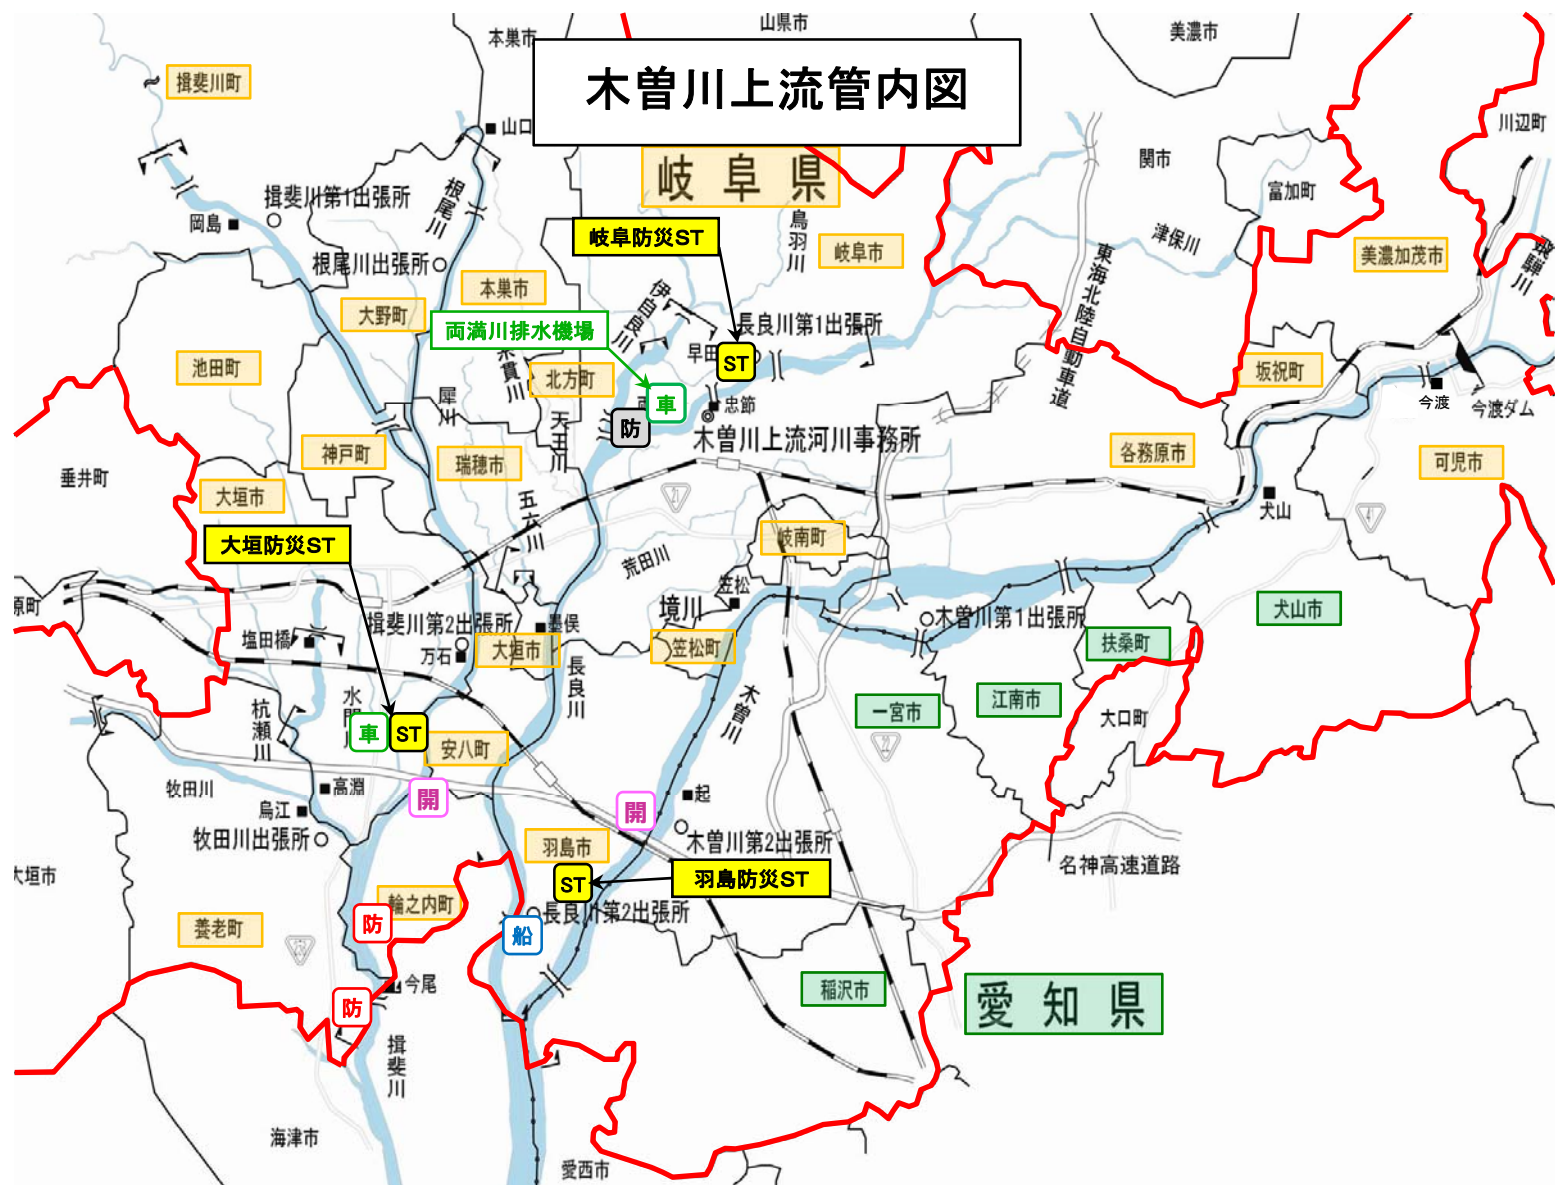 木曽川上流管内図
山県市
本巣市
美濃市
揖斐川町
山口
川辺町
関市
岐阜県
富加町
揖斐川第1出張所
根尾川
岡島
鳥羽川
岐阜防災ST
岐阜市
津保川
美濃加茂市
飛騨川
根尾川出張所
東海北陸自動車道
本巣市
伊自良川
大野町
両満川排水機場
長良川第1出張所
早田
ST
池田町
北方町
坂祝町
犀川
車
忠節
今渡
今渡ダム
防
天王川
木曽川上流河川事務所
神戸町
瑞穂市
各務原市
可児市
垂井町
大垣市
21
41
五六川
犬山
大垣防災ST
岐南町
荒田川
笠松
原町
境川
犬山市
揖斐川第2出張所
墨俣
木曽川第1出張所
塩田橋
大垣市
笠松町
扶桑町
万石
長良川
水門川
杭瀬川
木曽川
江南市
一宮市
大口町
車
ST
安八町
22
牧田川
高淵
開
開
起
烏江
牧田川出張所
木曽川第2出張所
羽島市
名神高速道路
大垣市
ST
羽島防災ST
輪之内町
防
長良川第2出張所
養老町
船
今尾
稲沢市
愛知県
防
揖斐川
海津市
愛西市